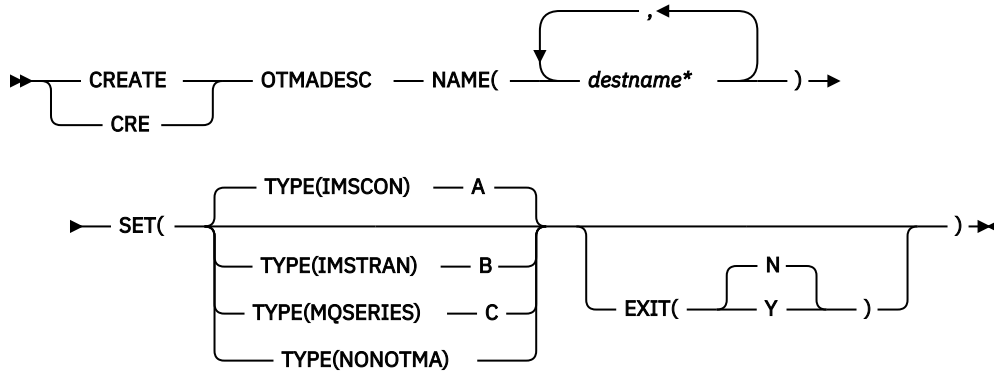 ,
CREATE OTMADESC NAME( destname* )
CRE
TYPE(IMSCON) A
SET( )
TYPE(IMSTRAN) B N
TYPE(MQSERIES) C EXIT( Y )
TYPE(NONOTMA)